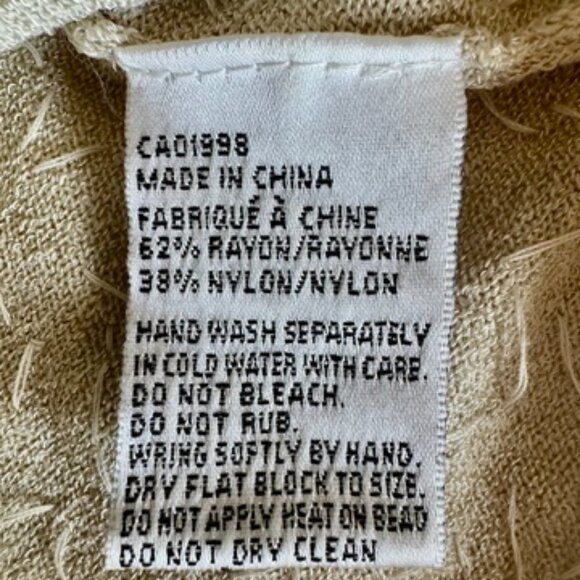 CA01998
MADE IN CHINA
FABRIQUÉ À CHINE
62% RAYON/RAYONNE
38% NYLON/NYLON
HAND WASH SEPARATELY
IN COLD WATER WITH CARE.
DO NOT BLEACH.
DO NOT RUB.
WRING SOFTLY BY HAND.
DRY FLAT BLOCK TO SIZE.
DO NOT APPLY HEAT ON BEAD
DO NOT DRY CLEAN